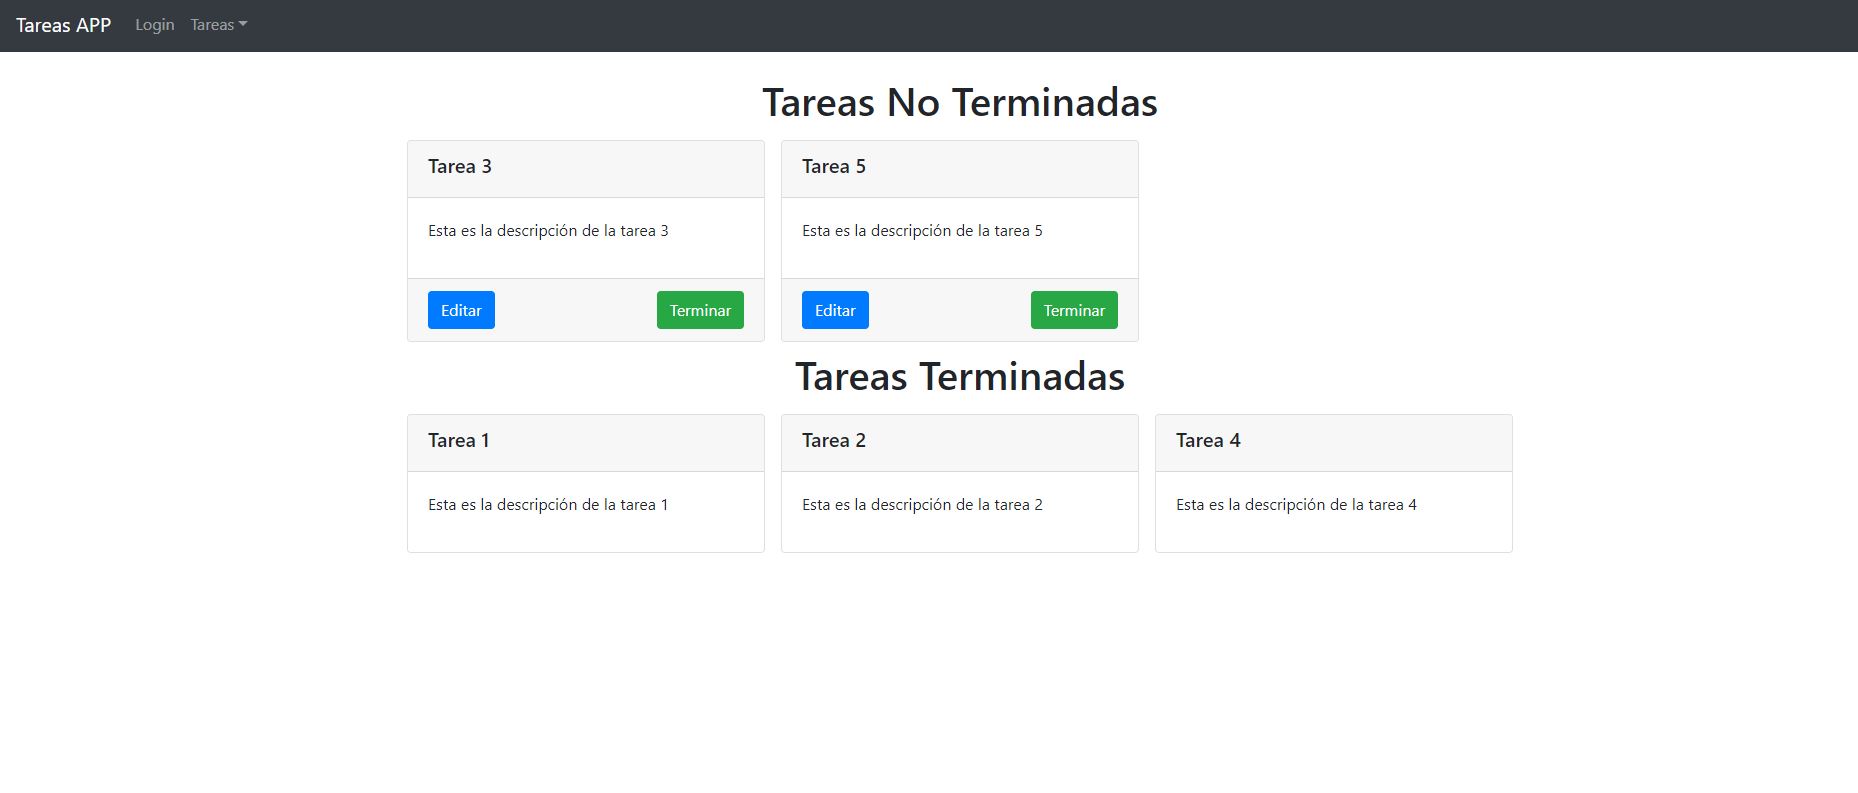 Tareas APP Login Tareas
Tareas No Terminadas
Tarea 3
Esta es la descripción de la tarea 3
Editar Terminar
Tarea 5
Esta es la descripción de la tarea 5
Editar Terminar
Tareas Terminadas
Tarea 1
Esta es la descripción de la tarea 1
Tarea 2
Esta es la descripción de la tarea 2
Tarea 4
Esta es la descripción de la tarea 4